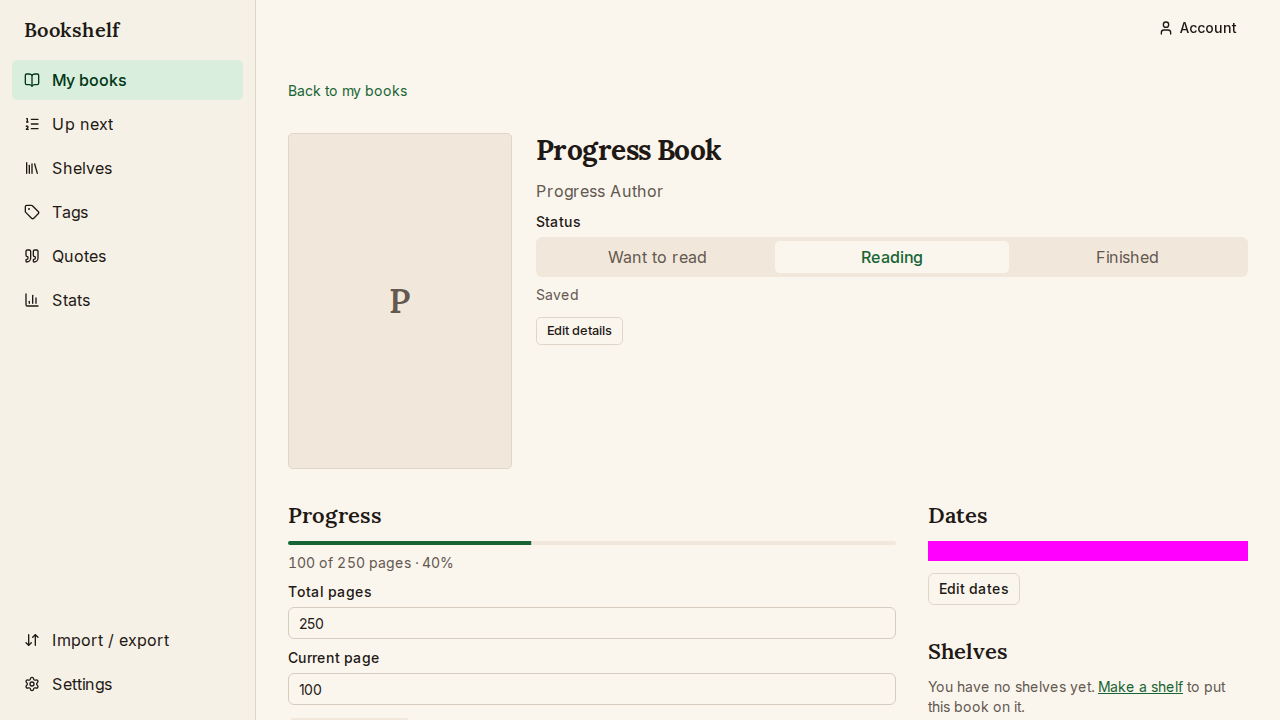 Bookshelf
My books
Up next
Shelves
Tags
Quotes
Stats
Import / export
Settings
Account
Back to my books
P
Progress Book
Progress Author
Status
Want to read
Reading
Finished
Saved
Edit details
Progress
100 of 250 pages · 40%
Total pages
250
Current page
100
Dates
Edit dates
Shelves
You have no shelves yet. Make a shelf to put
this book on it.